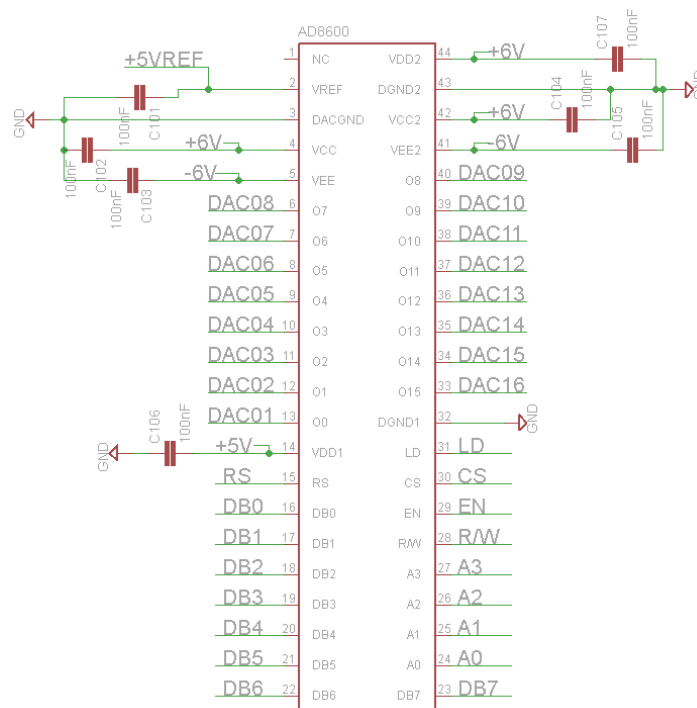 AD8600
+5VREF
1 NC VDD2 44 +6V C107 100nF
2 VREF DGND2 43 GND
GND 100nF C101
3 DACGND VCC2 42 +6V C104 100nF
+6V 4 VCC VEE2 41 -6V C105 100nF
100nF C102
-6V 5 VEE O8 40 DAC09
100nF C103
DAC08 6 O7 O9 39 DAC10
DAC07 7 O6 O10 38 DAC11
DAC06 8 O5 O11 37 DAC12
DAC05 9 O4 O12 36 DAC13
DAC04 10 O3 O13 35 DAC14
DAC03 11 O2 O14 34 DAC15
DAC02 12 O1 O15 33 DAC16
DAC01 13 O0 DGND1 32 GND
GND C106 100nF +5V 14 VDD1 LD 31 LD
RS 15 RS CS 30 CS
DB0 16 DB0 EN 29 EN
DB1 17 DB1 R/W 28 R/W
DB2 18 DB2 A3 27 A3
DB3 19 DB3 A2 26 A2
DB4 20 DB4 A1 25 A1
DB5 21 DB5 A0 24 A0
DB6 22 DB6 DB7 23 DB7